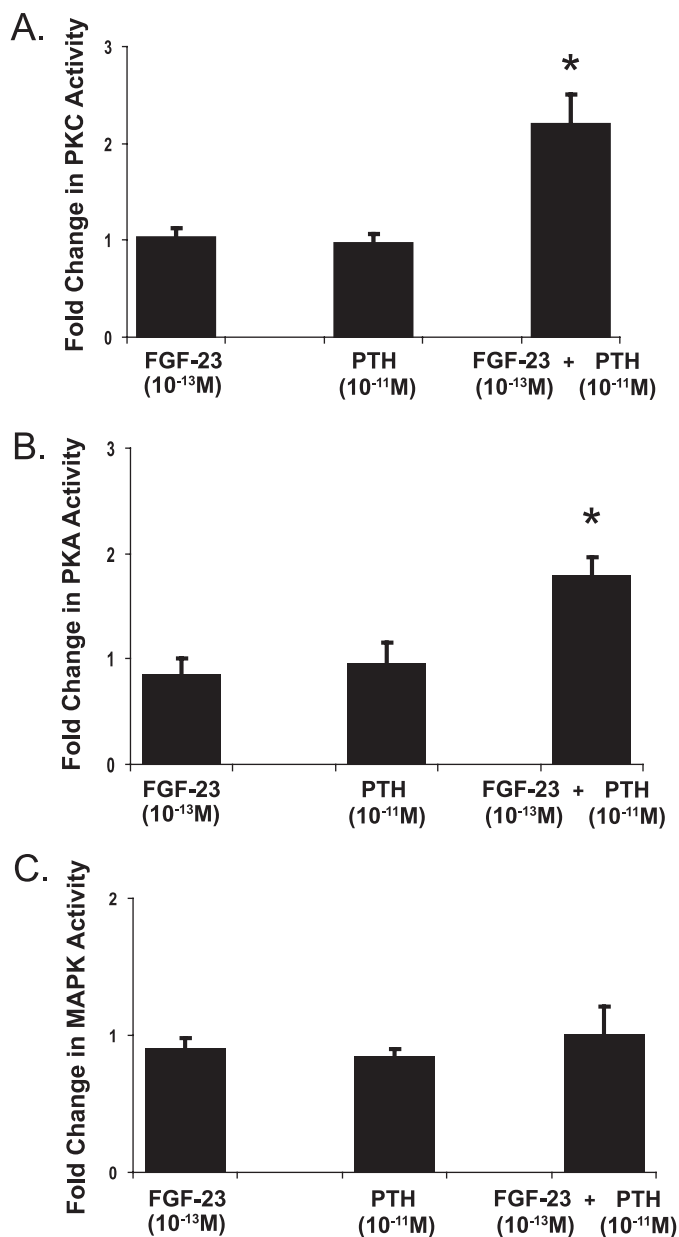 A.
Fold Change in PKC Activity
3
2
1
0
*
FGF-23 PTH FGF-23 + PTH
(10⁻¹³M) (10⁻¹¹M) (10⁻¹³M) (10⁻¹¹M)
B.
Fold Change in PKA Activity
3
2
1
0
*
FGF-23 PTH FGF-23 + PTH
(10⁻¹³M) (10⁻¹¹M) (10⁻¹³M) (10⁻¹¹M)
C.
Fold Change in MAPK Activity
2
1
0
FGF-23 PTH FGF-23 + PTH
(10⁻¹³M) (10⁻¹¹M) (10⁻¹³M) (10⁻¹¹M)